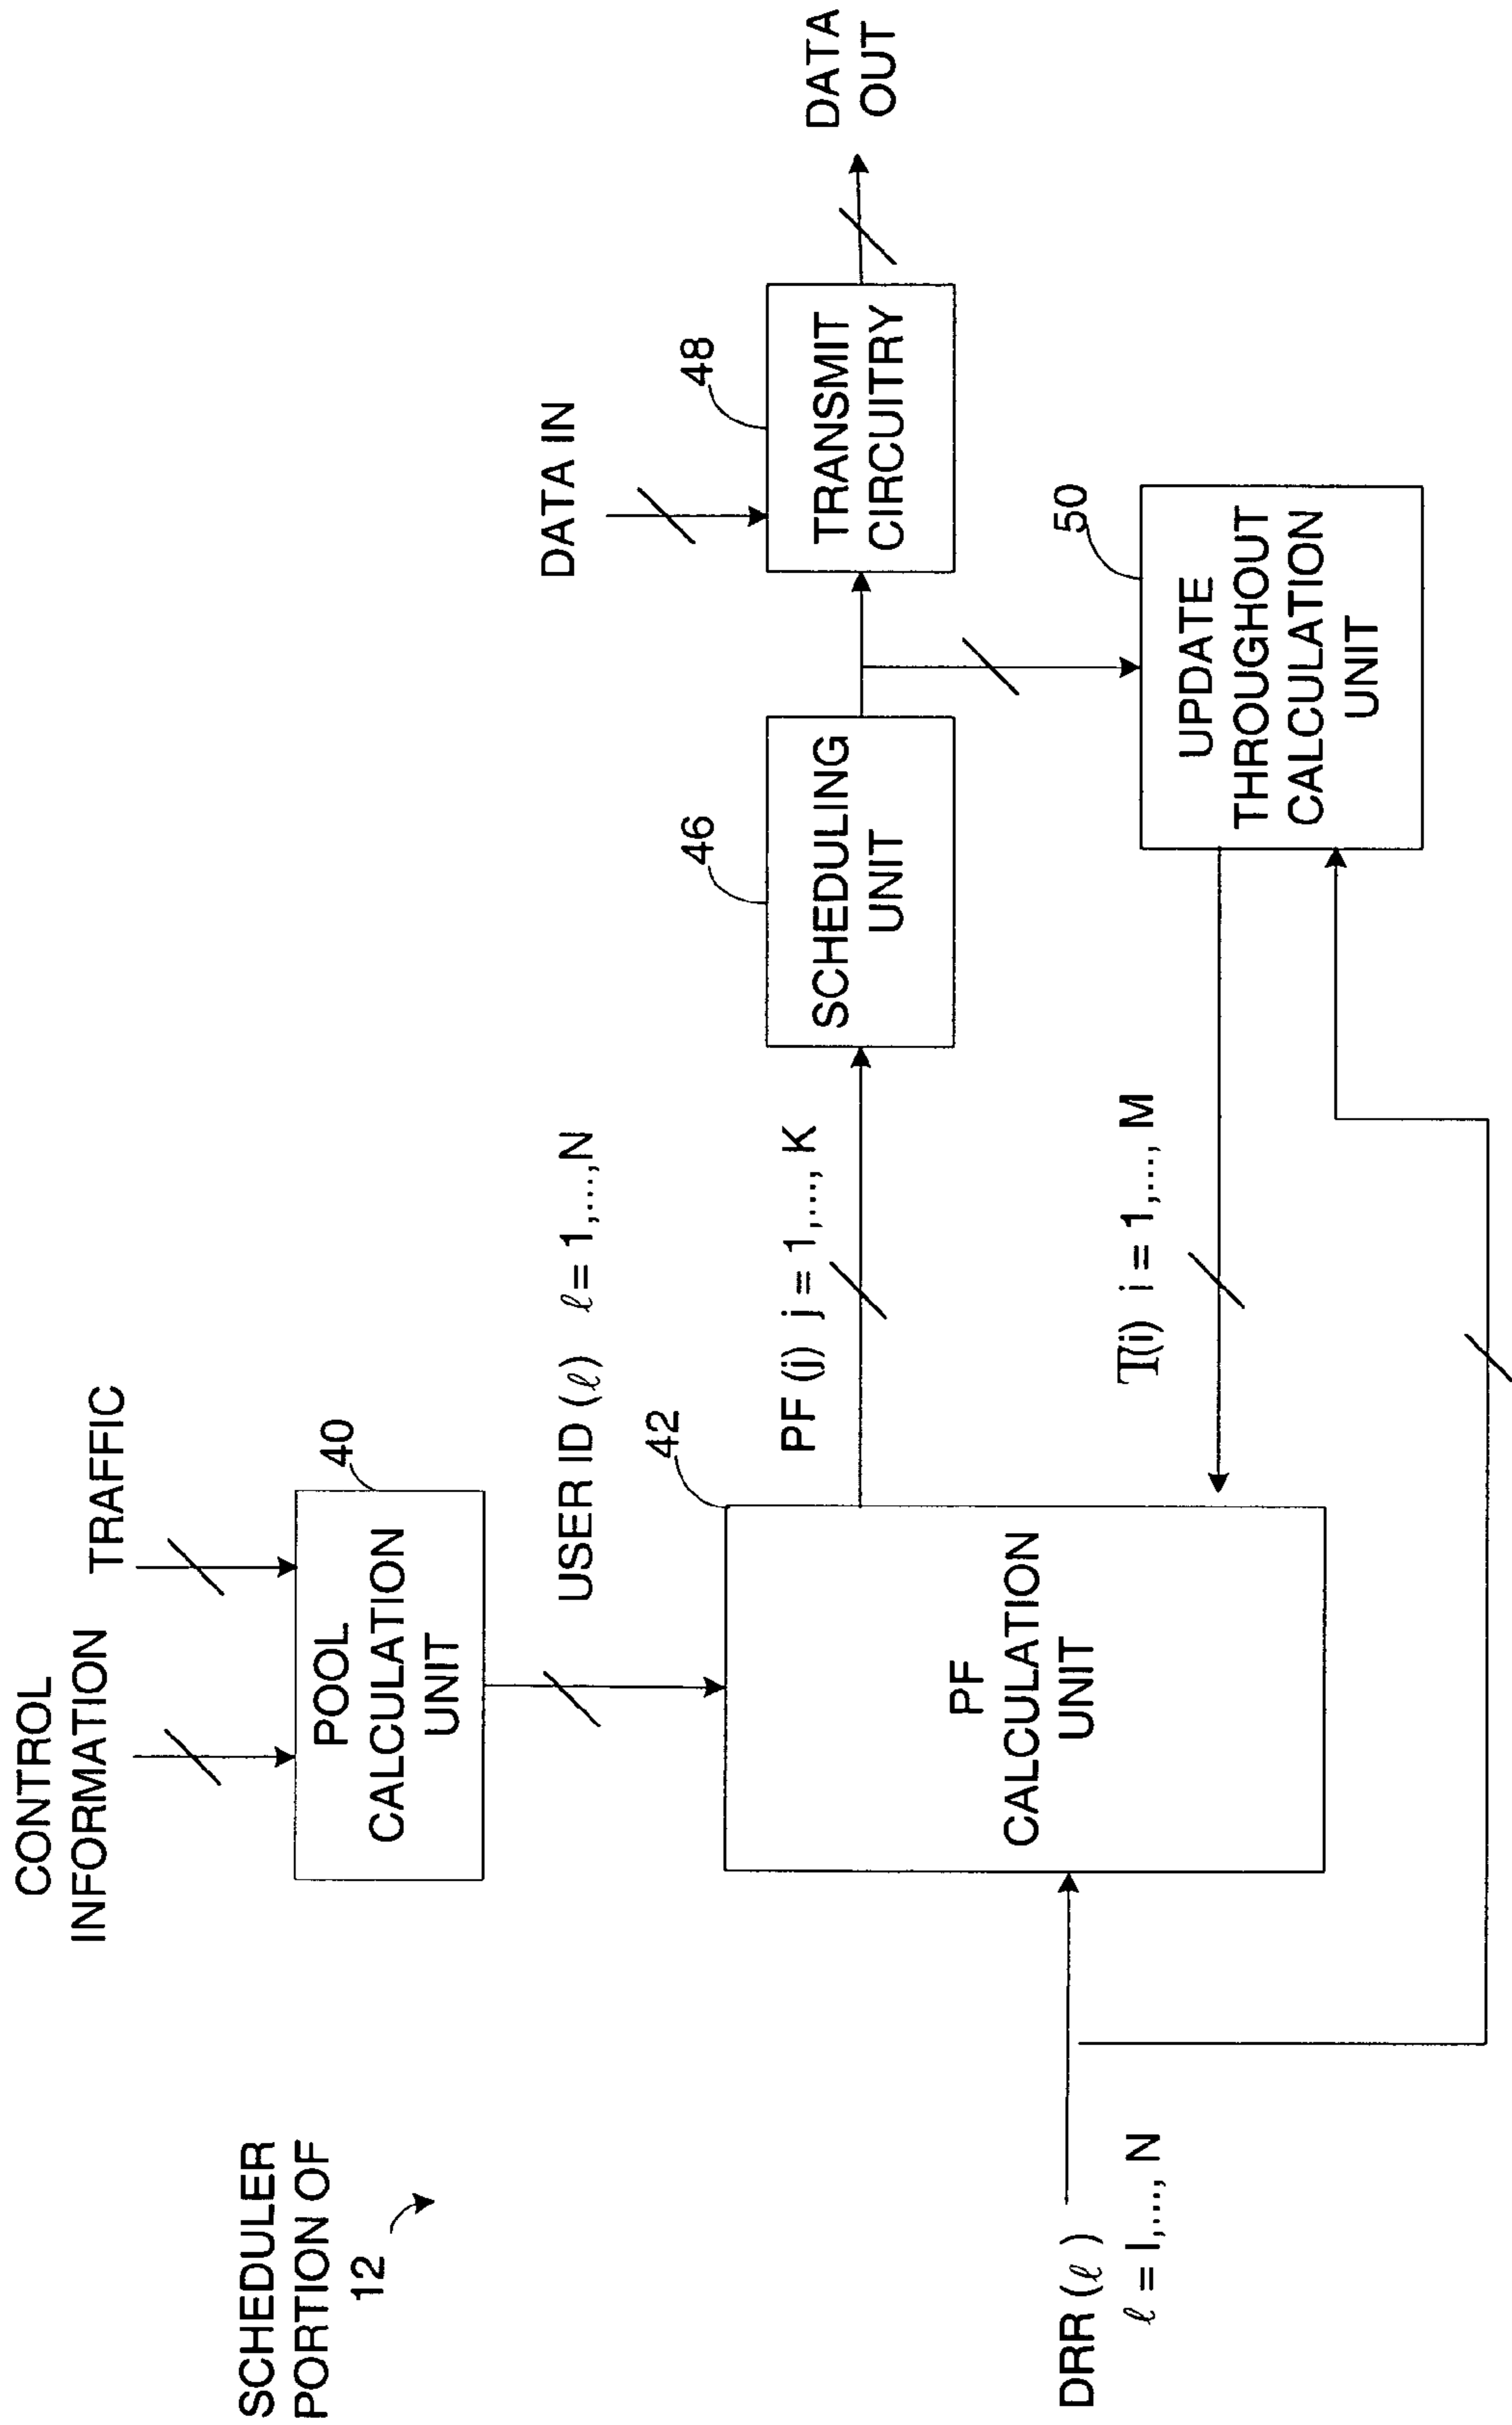 CONTROL
INFORMATION
TRAFFIC
SCHEDULER
PORTION OF
12
POOL
CALCULATION
UNIT
40
USER ID (ℓ) ℓ = 1,...,N
42
PF
CALCULATION
UNIT
DRR (ℓ)
ℓ = I,..., N
PF (j) j = 1,..., K
T(i) i = 1,..., M
46
SCHEDULING
UNIT
DATA IN
48
TRANSMIT
CIRCUITRY
DATA
OUT
50
UPDATE
THROUGHOUT
CALCULATION
UNIT